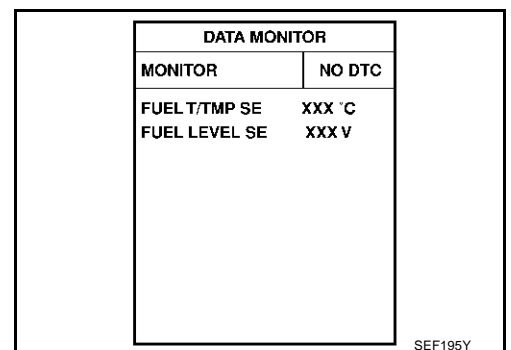 DATA MONITOR
MONITOR NO DTC
FUEL T/TMP SE XXX °C
FUEL LEVEL SE XXX V
SEF195Y